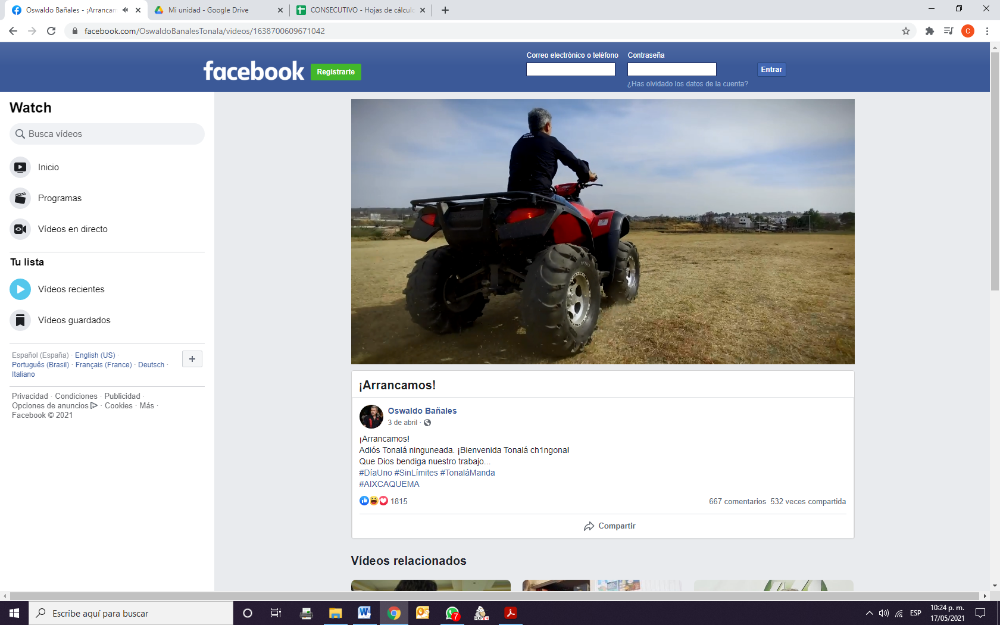 Oswaldo Bañales - ¡Arrancam
Mi unidad - Google Drive
CONSECUTIVO - Hojas de cálculo
facebook.com/OswaldoBanalesTonala/videos/1638700609671042
C
facebook
Registrarte
Correo electrónico o teléfono
Contraseña
Entrar
¿Has olvidado los datos de la cuenta?
Watch
Busca vídeos
Inicio
Programas
Vídeos en directo
Tu lista
Vídeos recientes
Vídeos guardados
Español (España) · English (US) ·
Português (Brasil) · Français (France) · Deutsch ·
Italiano
Privacidad · Condiciones · Publicidad ·
Opciones de anuncios · Cookies · Más ·
Facebook © 2021
¡Arrancamos!
Oswaldo Bañales
3 de abril ·
¡Arrancamos!
Adiós Tonalá ninguneada. ¡Bienvenida Tonalá ch1ngona!
Que Dios bendiga nuestro trabajo...
#DíaUno #SinLímites #TonaláManda
#AIXCAQUEMA
1815
667 comentarios 532 veces compartida
Compartir
Vídeos relacionados
Escribe aquí para buscar
7
ESP
10:24 p. m.
17/05/2021